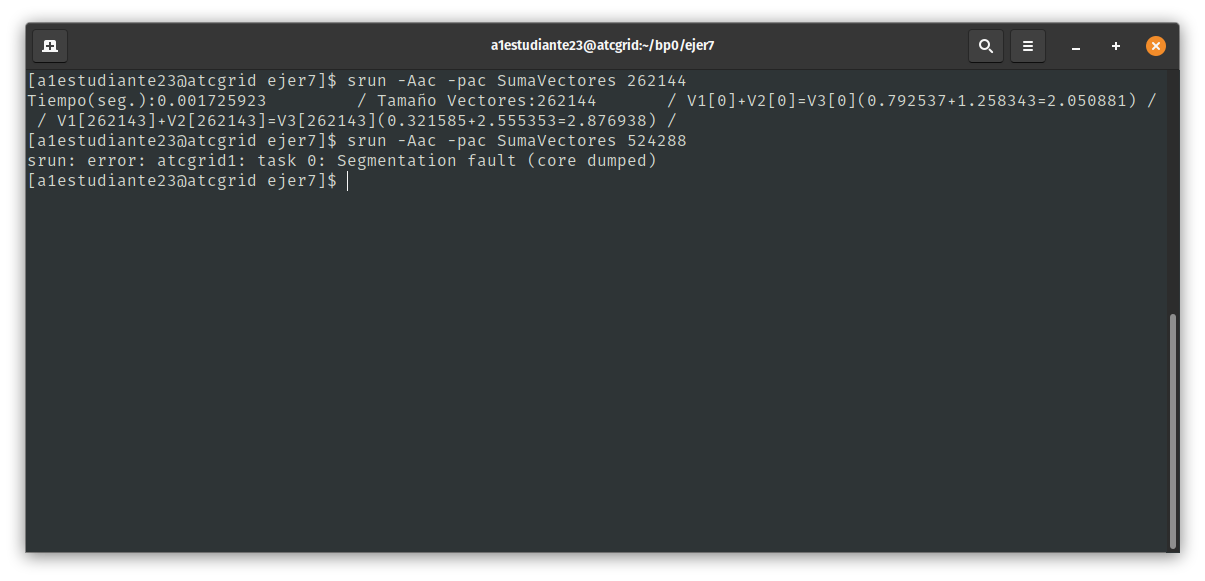 a1estudiante23@atcgrid:~/bp0/ejer7
[a1estudiante23@atcgrid ejer7]$ srun -Aac -pac SumaVectores 262144
Tiempo(seg.):0.001725923         / Tamaño Vectores:262144       / V1[0]+V2[0]=V3[0](0.792537+1.258343=2.050881) /
 / V1[262143]+V2[262143]=V3[262143](0.321585+2.555353=2.876938) /
[a1estudiante23@atcgrid ejer7]$ srun -Aac -pac SumaVectores 524288
srun: error: atcgrid1: task 0: Segmentation fault (core dumped)
[a1estudiante23@atcgrid ejer7]$